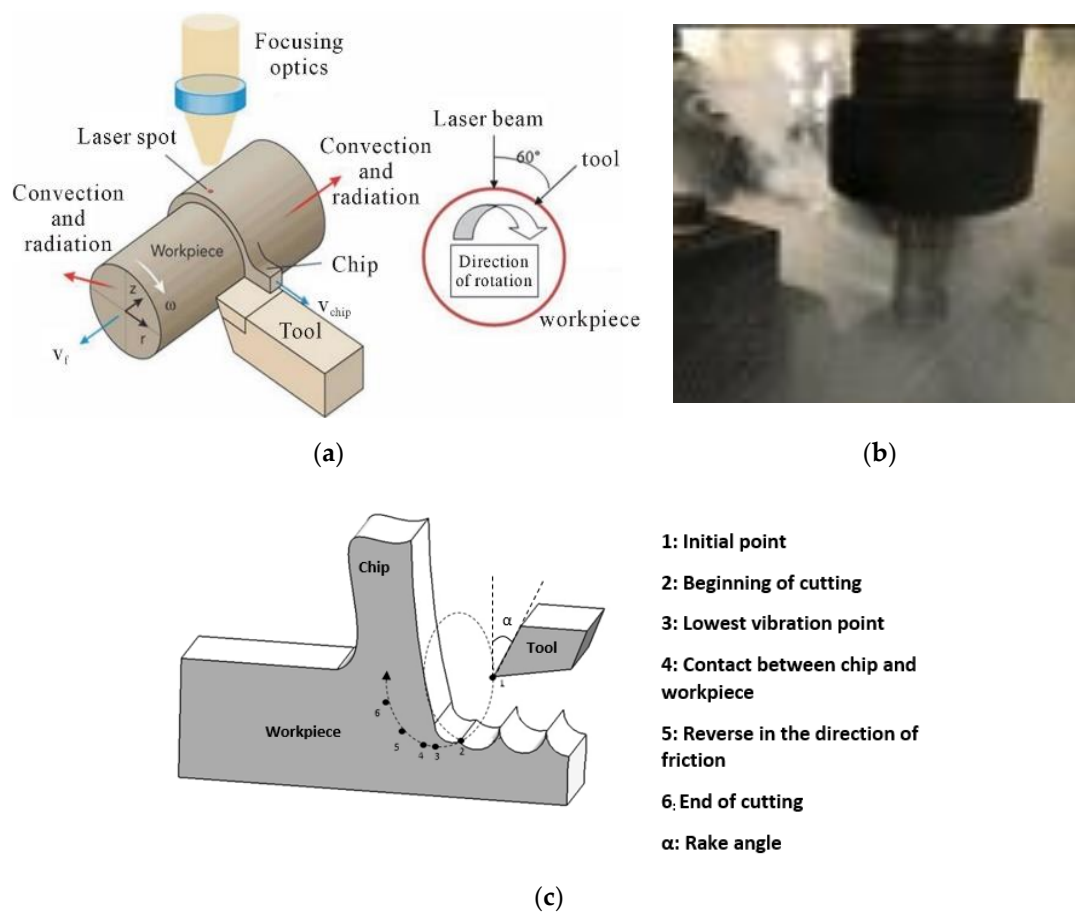 Focusing
optics
Laser spot
Convection
and
radiation
Convection
and
radiation
Workpiece
Chip
ω
z
r
v_chip
Tool
v_f
Laser beam
60°
tool
Direction
of rotation
workpiece
(a)
(b)
Chip
α
Tool
1
Workpiece
6
5
4
3
2
1: Initial point
2: Beginning of cutting
3: Lowest vibration point
4: Contact between chip and
workpiece
5: Reverse in the direction of
friction
6: End of cutting
α: Rake angle
(c)